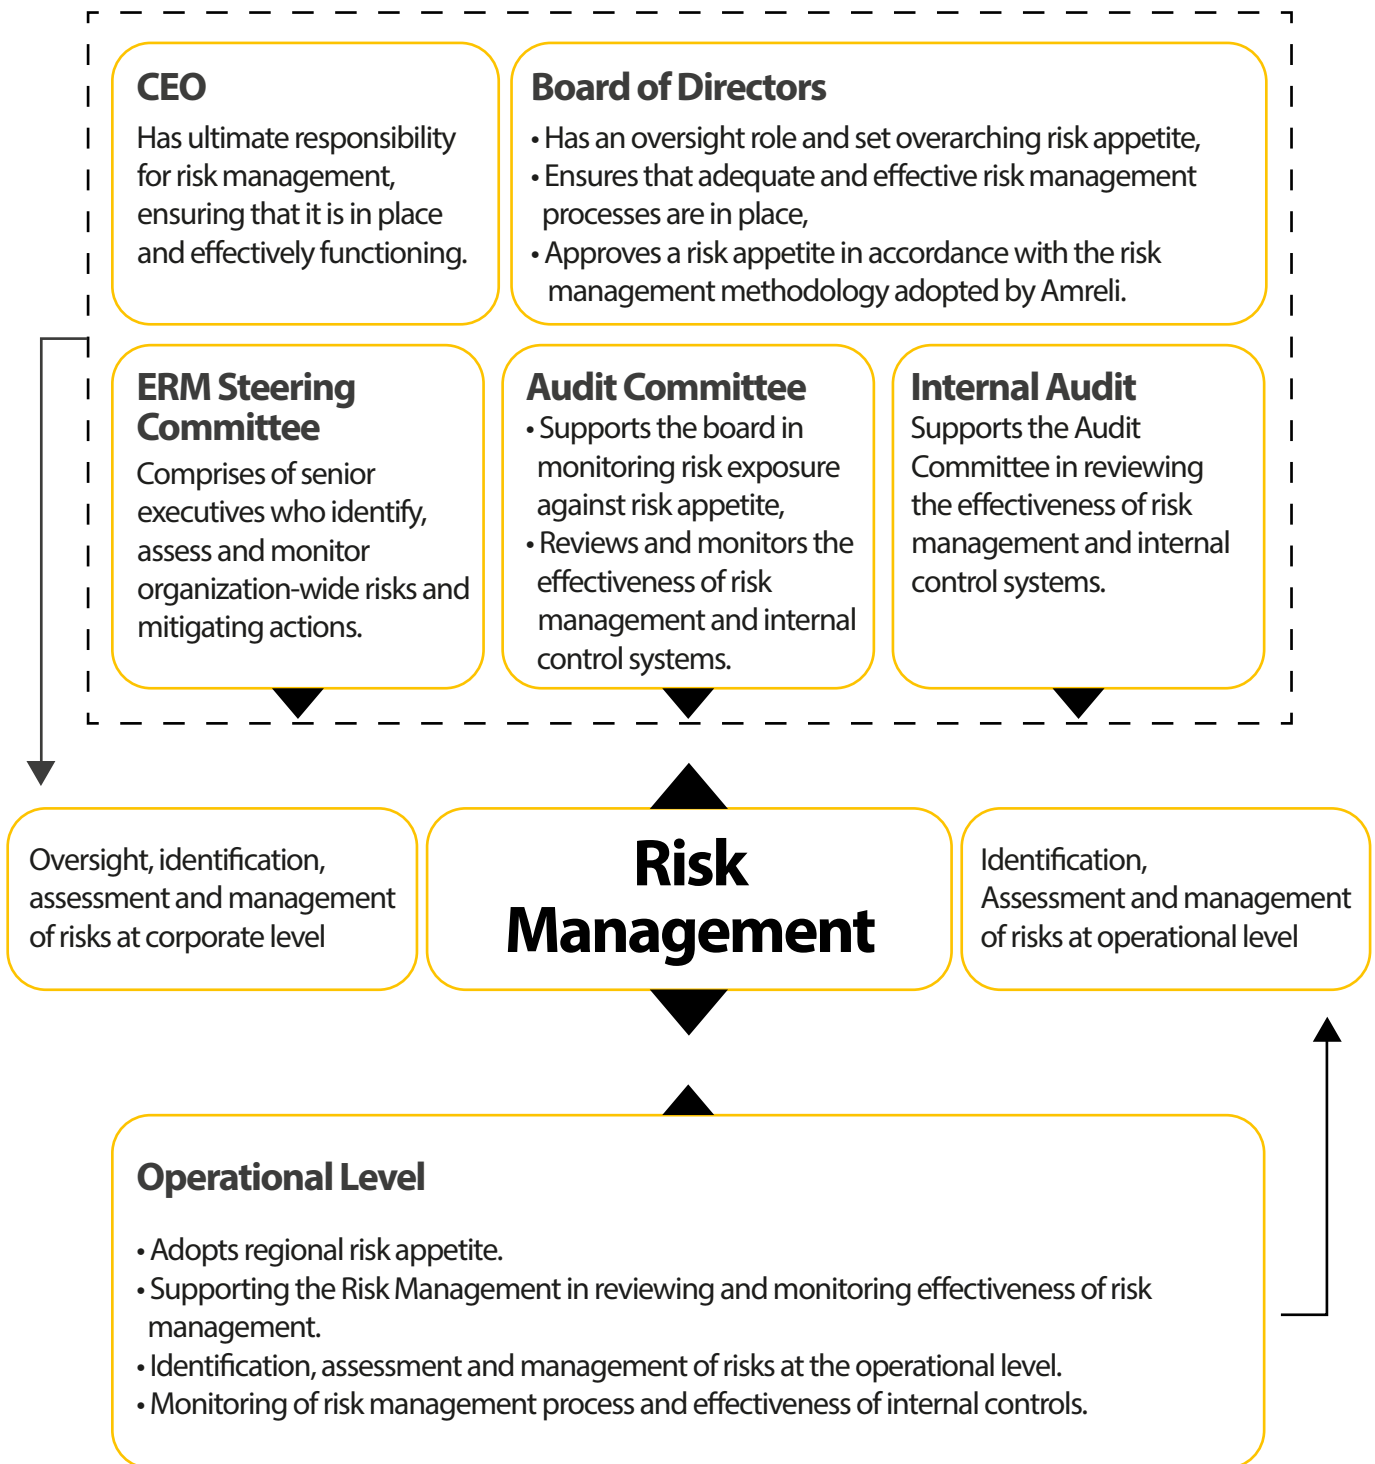 CEO
Has ultimate responsibility
for risk management,
ensuring that it is in place
and effectively functioning.
Board of Directors
• Has an oversight role and set overarching risk appetite,
• Ensures that adequate and effective risk management
processes are in place,
• Approves a risk appetite in accordance with the risk
management methodology adopted by Amreli.
ERM Steering
Committee
Comprises of senior
executives who identify,
assess and monitor
organization-wide risks and
mitigating actions.
Audit Committee
• Supports the board in
monitoring risk exposure
against risk appetite,
• Reviews and monitors the
effectiveness of risk
management and internal
control systems.
Internal Audit
Supports the Audit
Committee in reviewing
the effectiveness of risk
management and internal
control systems.
Oversight, identification,
assessment and management
of risks at corporate level
Risk
Management
Identification,
Assessment and management
of risks at operational level
Operational Level
• Adopts regional risk appetite.
• Supporting the Risk Management in reviewing and monitoring effectiveness of risk
management.
• Identification, assessment and management of risks at the operational level.
• Monitoring of risk management process and effectiveness of internal controls.